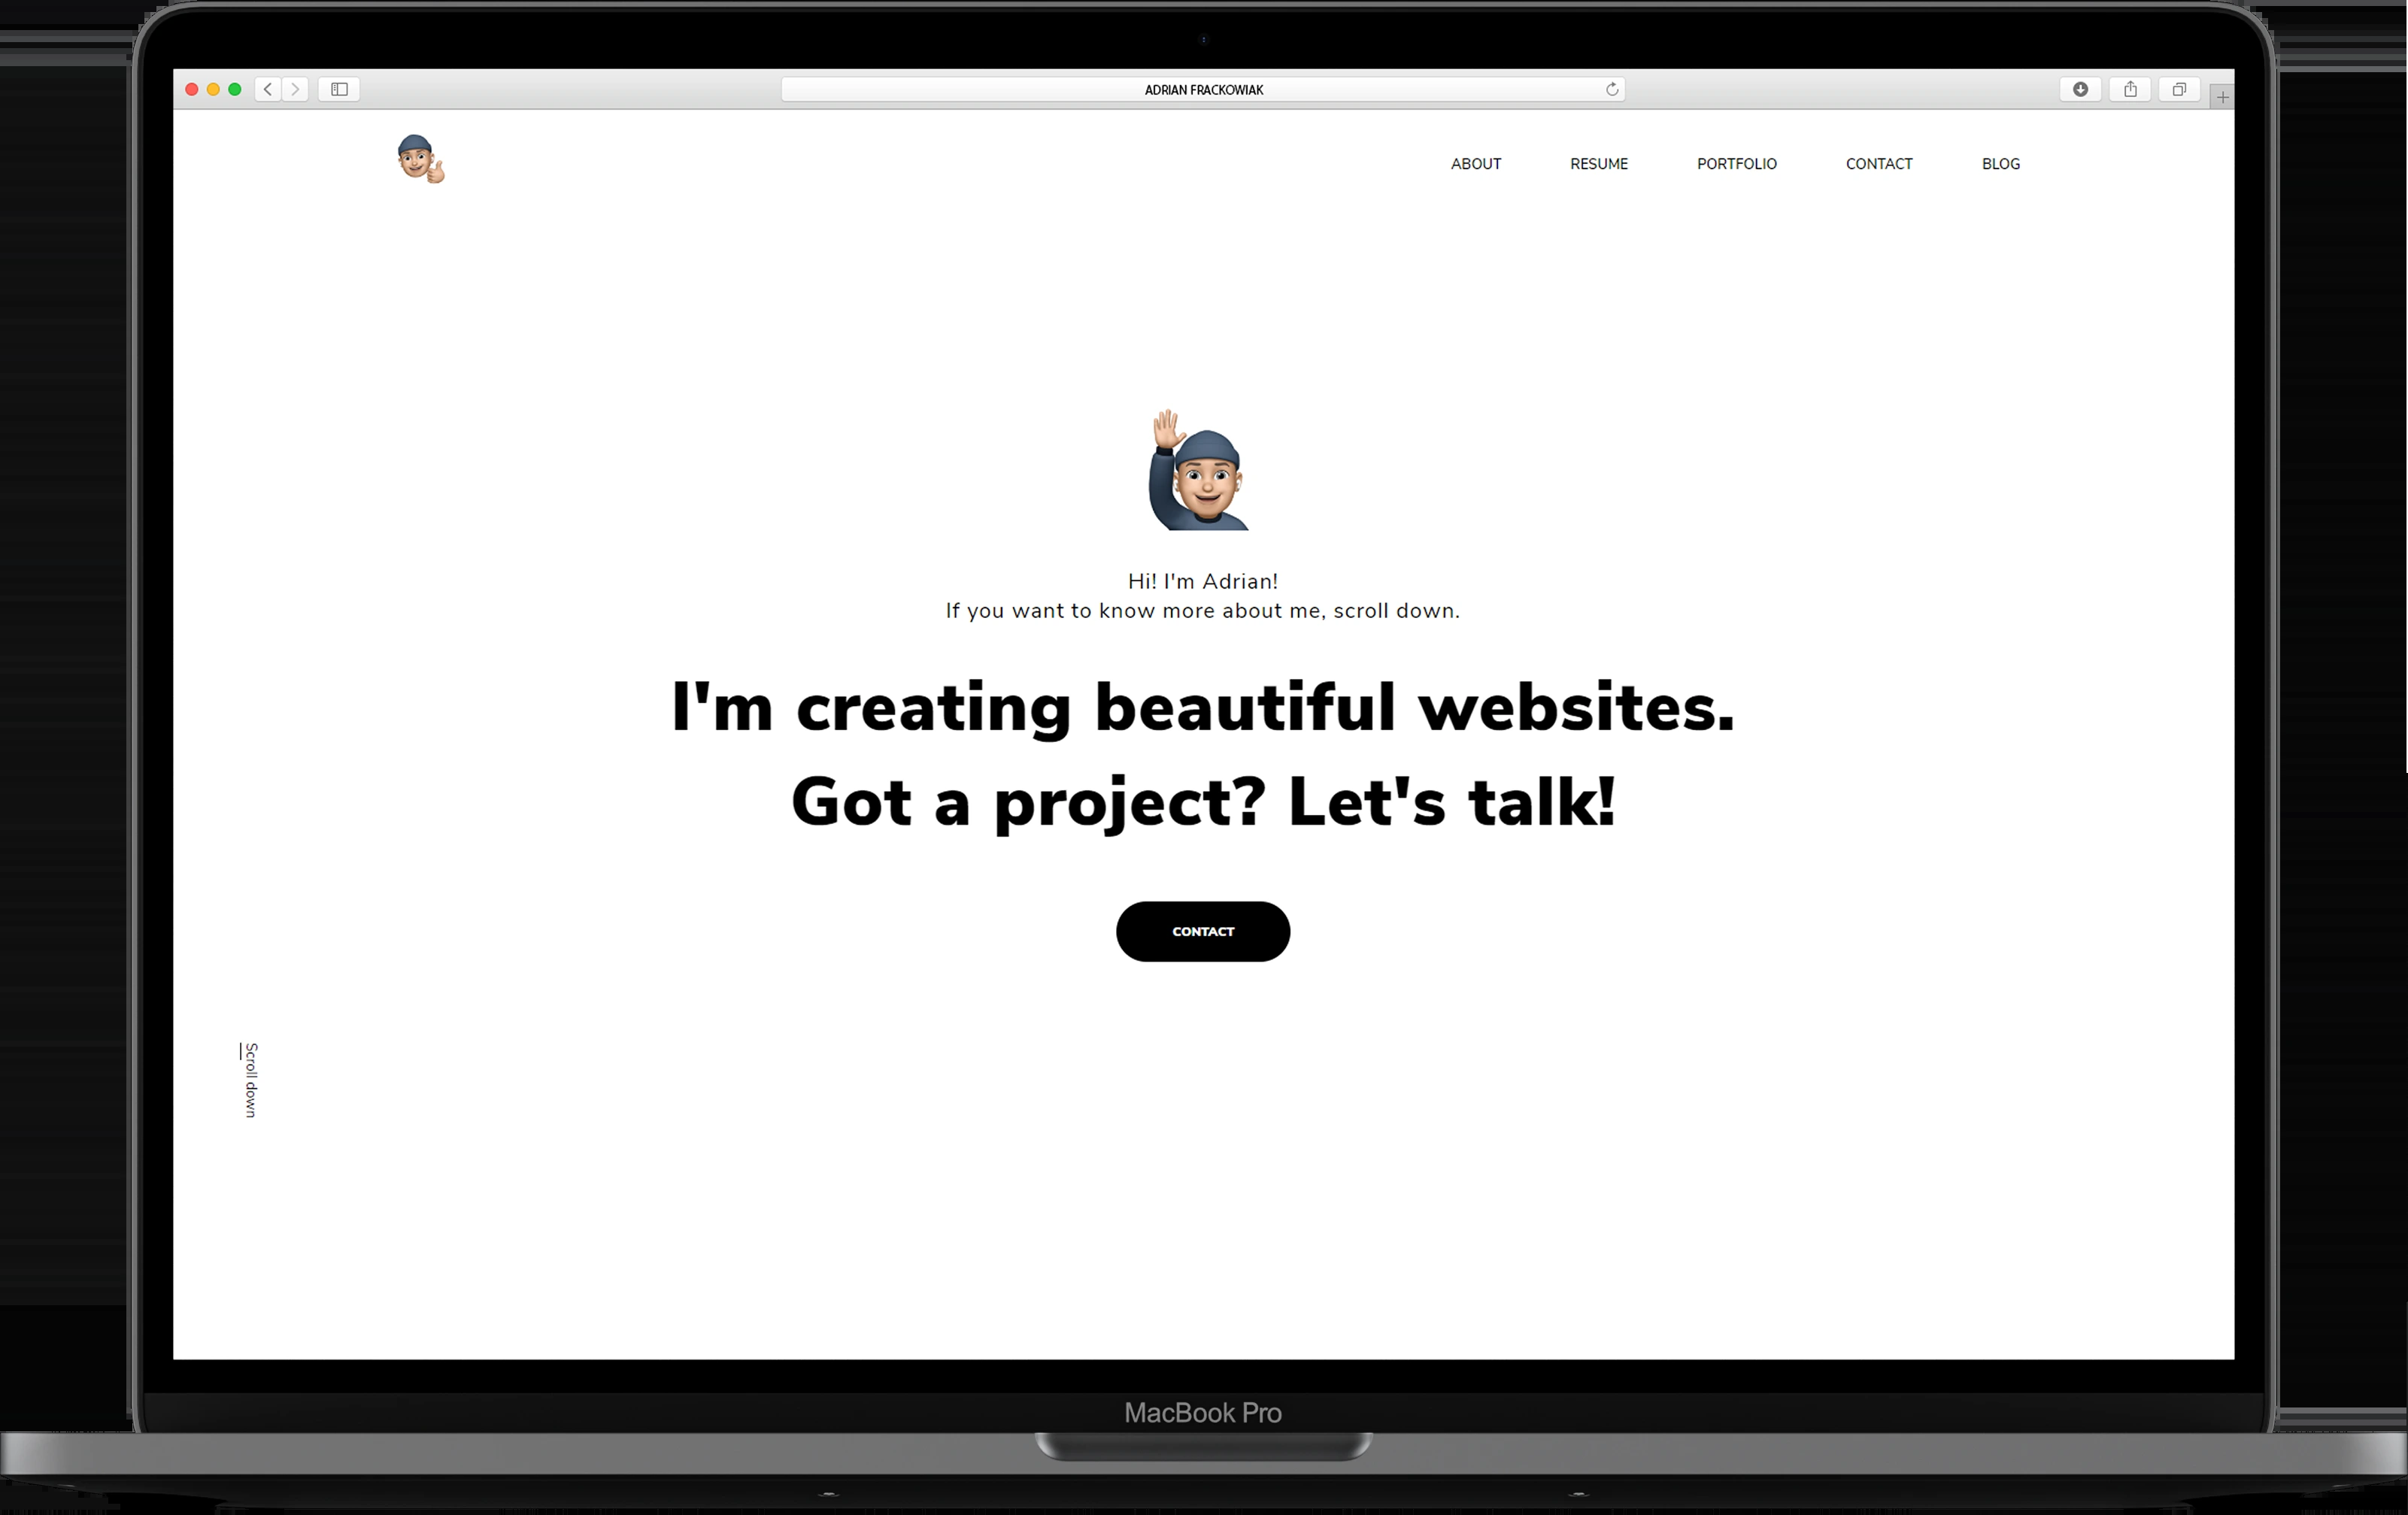 ADRIAN FRACKOWIAK
ABOUT RESUME PORTFOLIO CONTACT BLOG
Hi! I'm Adrian!
If you want to know more about me, scroll down.
I'm creating beautiful websites.
Got a project? Let's talk!
CONTACT
Scroll down
MacBook Pro